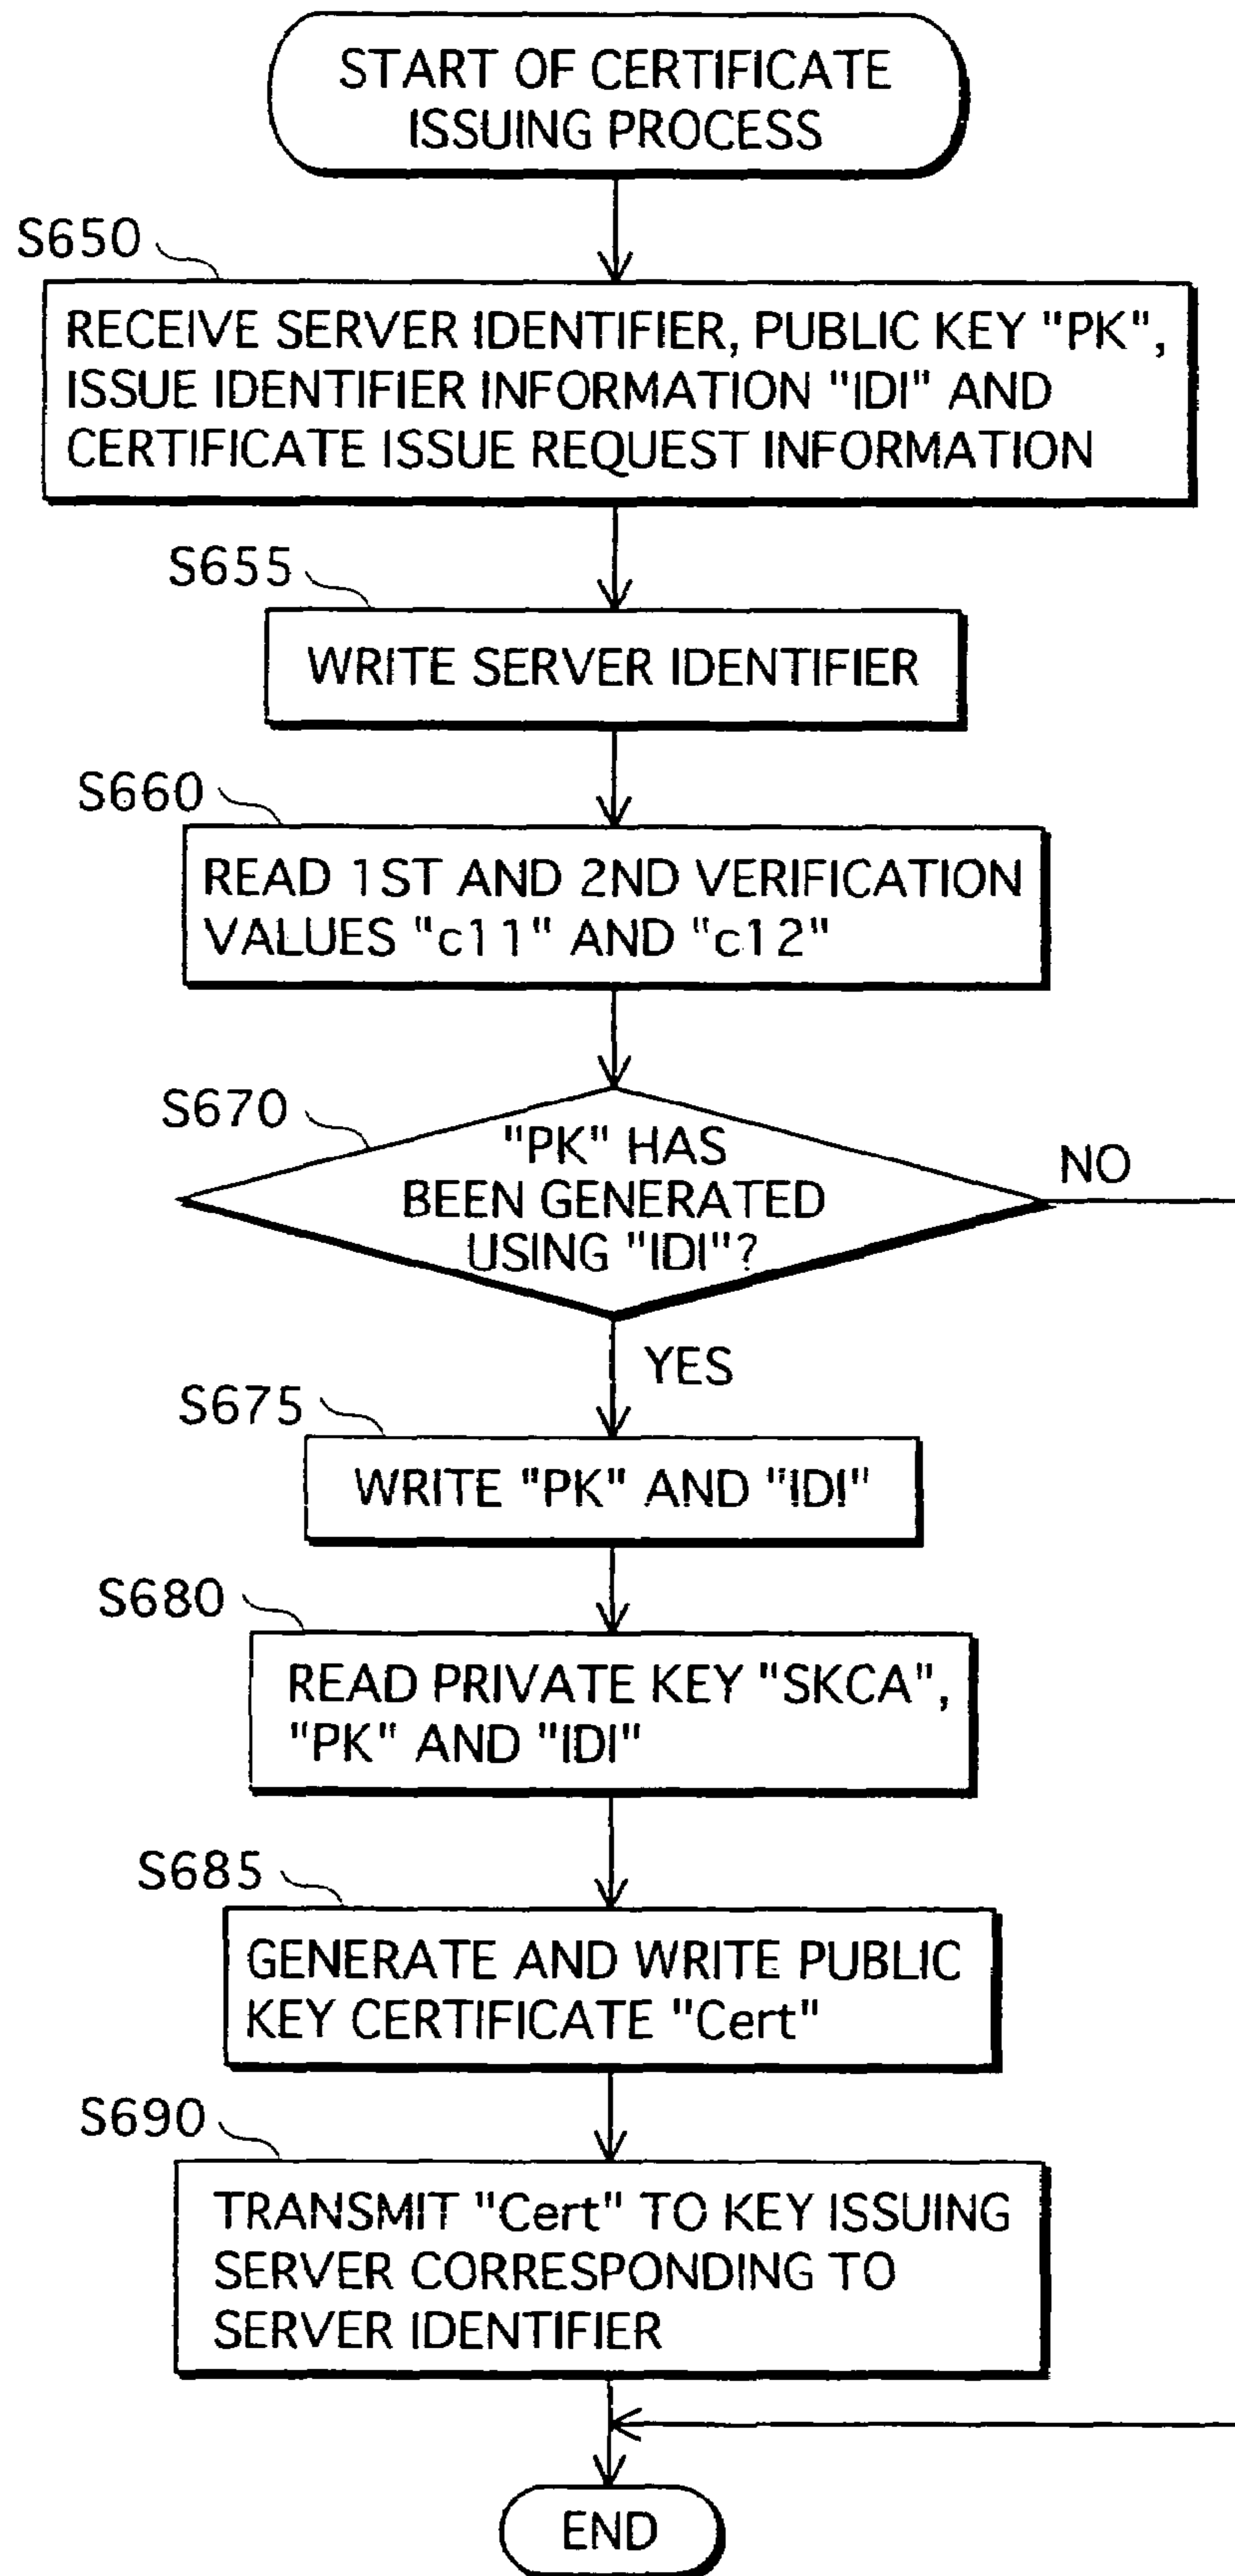 START OF CERTIFICATE
ISSUING PROCESS
S650
RECEIVE SERVER IDENTIFIER, PUBLIC KEY "PK",
ISSUE IDENTIFIER INFORMATION "IDI" AND
CERTIFICATE ISSUE REQUEST INFORMATION
S655
WRITE SERVER IDENTIFIER
S660
READ 1ST AND 2ND VERIFICATION
VALUES "c11" AND "c12"
S670
"PK" HAS
BEEN GENERATED
USING "IDI"?
NO
YES
S675
WRITE "PK" AND "IDI"
S680
READ PRIVATE KEY "SKCA",
"PK" AND "IDI"
S685
GENERATE AND WRITE PUBLIC
KEY CERTIFICATE "Cert"
S690
TRANSMIT "Cert" TO KEY ISSUING
SERVER CORRESPONDING TO
SERVER IDENTIFIER
END